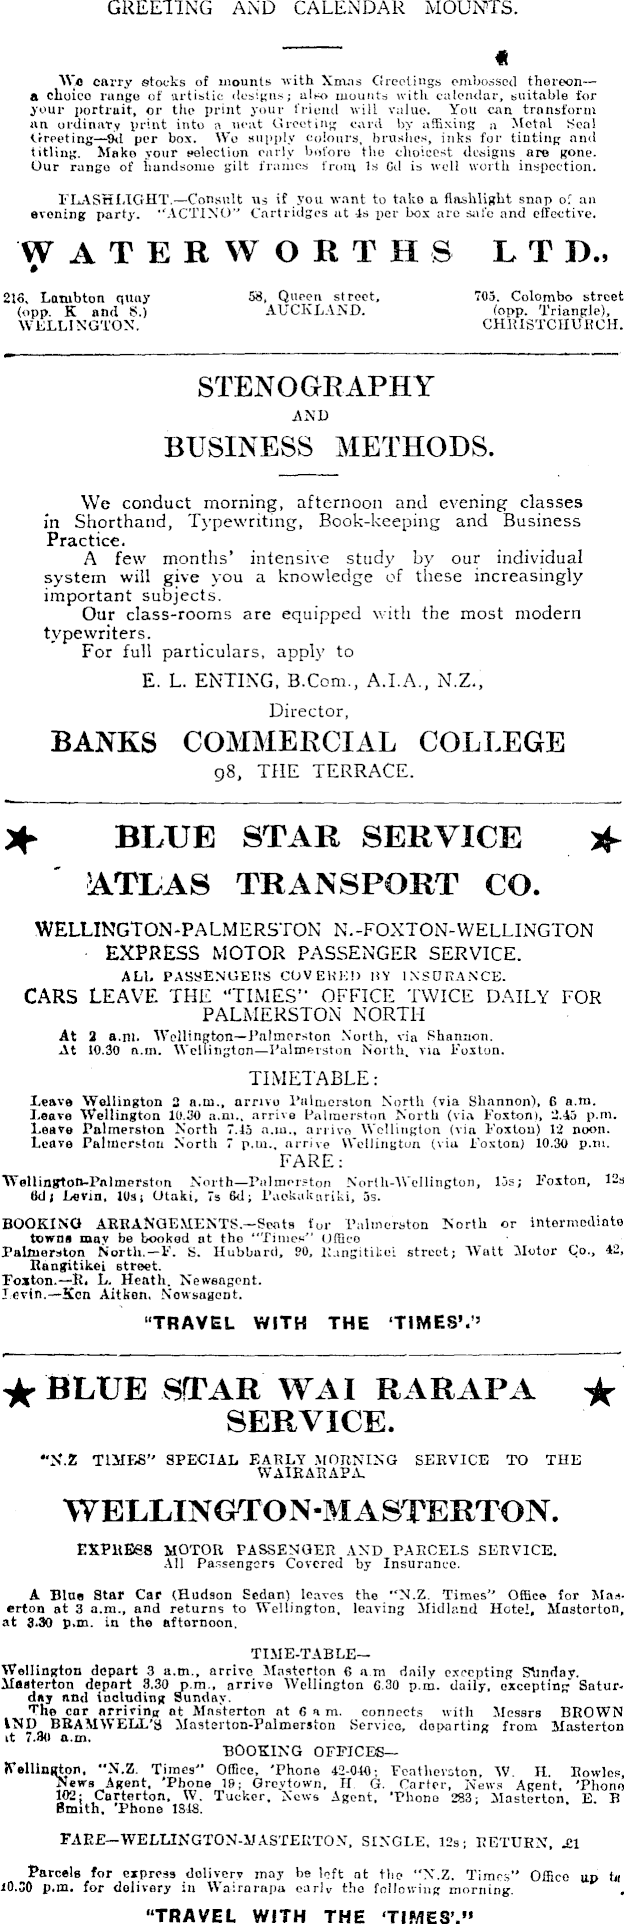 GREETING AND CALENDAR MOUNTS.
We carry stocks of mounts with Xmas Greetings embossed thereon—
a choice range of artistic designs; also mounts with calendar, suitable for
your portrait, or the print your friend will value. You can transform
an ordinary print into a neat Greeting card by affixing a Metal Seal
Greeting—9d per box. We supply colours, brushes, inks for tinting and
titling. Make your selection early before the choicest designs are gone.
Our range of handsome gilt frames from 1s 6d is well worth inspection.
FLASHLIGHT.—Consult us if you want to take a flashlight snap of an
evening party. "ACTINO" Cartridges at 4s per box are safe and effective.
WATERWORTHS LTD.,
216, Lambton quay
(opp. K and S.)
WELLINGTON.
58, Queen street,
AUCKLAND.
705, Colombo street
(opp. Triangle),
CHRISTCHURCH.
STENOGRAPHY
AND
BUSINESS METHODS.
We conduct morning, afternoon and evening classes
in Shorthand, Typewriting, Book-keeping and Business
Practice.
A few months' intensive study by our individual
system will give you a knowledge of these increasingly
important subjects.
Our class-rooms are equipped with the most modern
typewriters.
For full particulars, apply to
E. L. ENTING, B.Com., A.I.A., N.Z.,
Director,
BANKS COMMERCIAL COLLEGE
98, THE TERRACE.
BLUE STAR SERVICE
ATLAS TRANSPORT CO.
WELLINGTON-PALMERSTON N.-FOXTON-WELLINGTON
EXPRESS MOTOR PASSENGER SERVICE.
ALL PASSENGERS COVERED BY INSURANCE.
CARS LEAVE THE "TIMES" OFFICE TWICE DAILY FOR
PALMERSTON NORTH
At 2 a.m. Wellington—Palmerston North, via Shannon.
At 10.30 a.m. Wellington—Palmerston North, via Foxton.
TIMETABLE:
Leave Wellington 2 a.m., arrive Palmerston North (via Shannon), 6 a.m.
Leave Wellington 10.30 a.m., arrive Palmerston North (via Foxton), 2.45 p.m.
Leave Palmerston North 7.45 a.m., arrive Wellington (via Foxton) 12 noon.
Leave Palmerston North 7 p.m., arrive Wellington (via Foxton) 10.30 p.m.
FARE:
Wellington-Palmerston North—Palmerston North-Wellington, 15s; Foxton, 12s
6d; Levin, 10s; Otaki, 7s 6d; Paekakariki, 5s.
BOOKING ARRANGEMENTS.—Seats for Palmerston North or intermediate
towns may be booked at the "Times" Office
Palmerston North.—F. S. Hubbard, 90, Rangitikei street; Watt Motor Co., 42,
Rangitikei street.
Foxton.—R. L. Heath, Newsagent.
Levin.—Ken Aitken, Newsagent.
"TRAVEL WITH THE 'TIMES'."
BLUE STAR WAI RARAPA
SERVICE.
"N.Z TIMES" SPECIAL EARLY MORNING SERVICE TO THE
WAIRARAPA
WELLINGTON-MASTERTON.
EXPRESS MOTOR PASSENGER AND PARCELS SERVICE.
All Passengers Covered by Insurance.
A Blue Star Car (Hudson Sedan) leaves the "N.Z. Times" Office for Mas-
erton at 3 a.m., and returns to Wellington, leaving Midland Hotel, Masterton,
at 3.30 p.m. in the afternoon.
TIME-TABLE—
Wellington depart 3 a.m., arrive Masterton 6 a.m daily excepting Sunday.
Masterton depart 3.30 p.m., arrive Wellington 6.30 p.m. daily, excepting Satur-
day and including Sunday.
The car arriving at Masterton at 6 a m. connects with Messrs BROWN
AND BRAMWELL'S Masterton-Palmerston Service, departing from Masterton
at 7.30 a.m.
BOOKING OFFICES—
Wellington, "N.Z. Times" Office, 'Phone 42-040; Featherston, W. H. Rowles,
News Agent, 'Phone 19; Greytown, H. G. Carter, News Agent, 'Phone
102; Carterton, W. Tucker, News Agent, 'Phone 283; Masterton, E. B
Smith, 'Phone 1348.
FARE—WELLINGTON-MASTERTON, SINGLE, 12s; RETURN, £1
Parcels for express delivery may be left at the "N.Z. Times" Office up to
10.30 p.m. for delivery in Wairarapa early the following morning.
"TRAVEL WITH THE 'TIMES'."